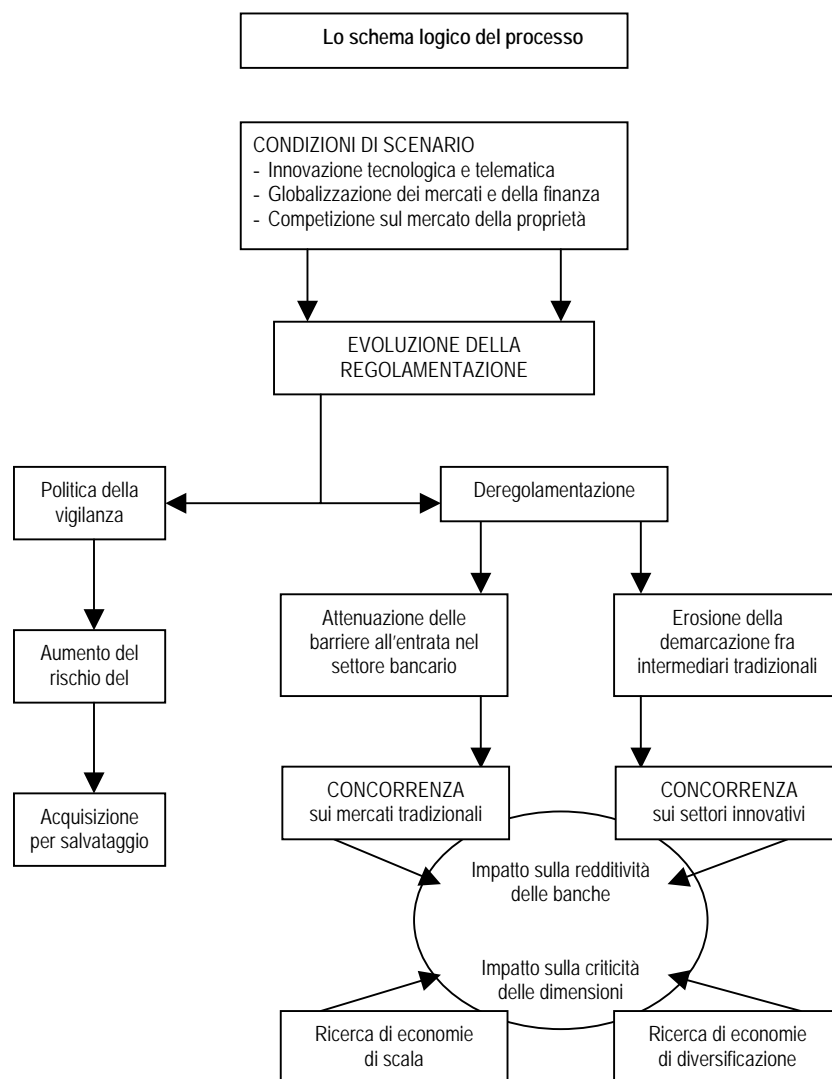 Lo schema logico del processo
CONDIZIONI DI SCENARIO
- Innovazione tecnologica e telematica
- Globalizzazione dei mercati e della finanza
- Competizione sul mercato della proprietà
EVOLUZIONE DELLA
REGOLAMENTAZIONE
Politica della
vigilanza
Deregolamentazione
Aumento del
rischio del
Attenuazione delle
barriere all'entrata nel
settore bancario
Erosione della
demarcazione fra
intermediari tradizionali
Acquisizione
per salvataggio
CONCORRENZA
sui mercati tradizionali
CONCORRENZA
sui settori innovativi
Impatto sulla redditività
delle banche
Impatto sulla criticità
delle dimensioni
Ricerca di economie
di scala
Ricerca di economie
di diversificazione